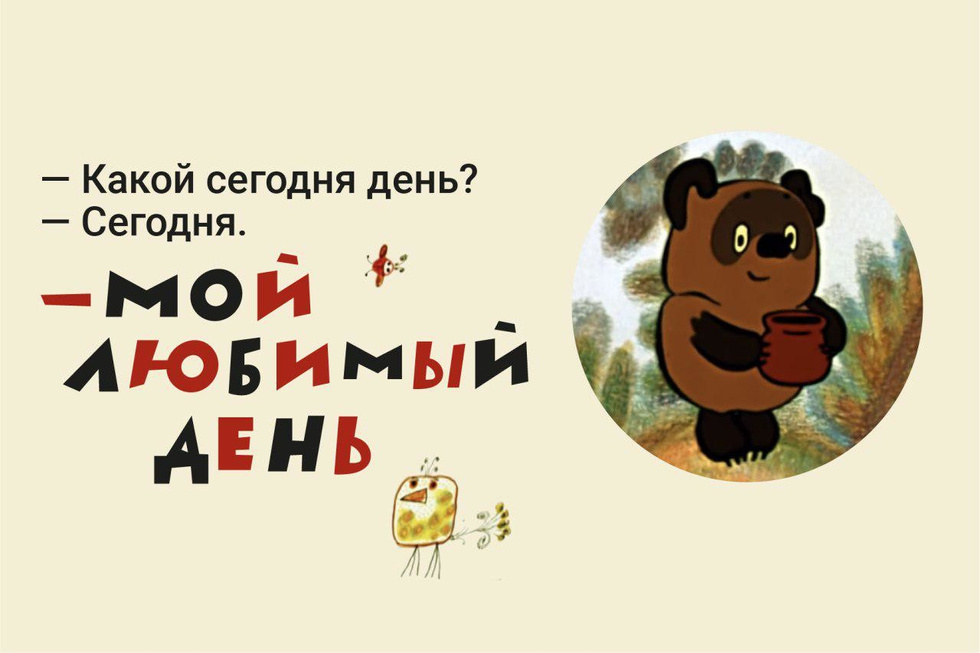 — Какой сегодня день?
— Сегодня.
— МОЙ
ЛЮБИМЫЙ
ДЕНЬ